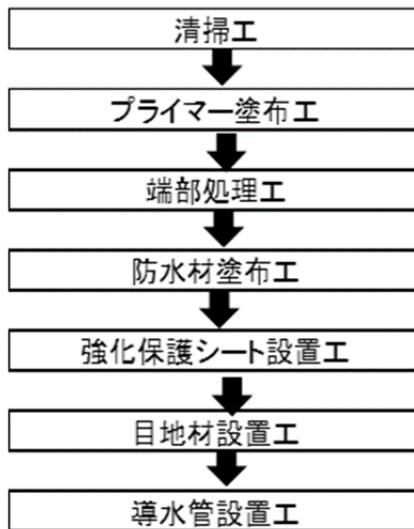 清掃工
プライマー塗布工
端部処理工
防水材塗布工
強化保護シート設置工
目地材設置工
導水管設置工